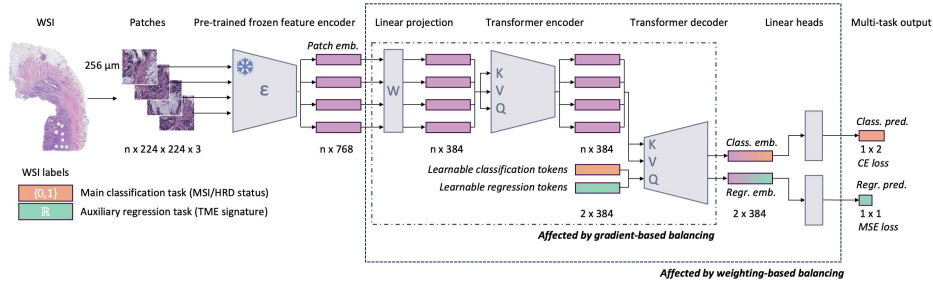 WSI
Patches
Pre-trained frozen feature encoder
Linear projection
Transformer encoder
Transformer decoder
Linear heads
Multi-task output
256 μm
Patch emb.
ε
W
K
V
Q
n x 224 x 224 x 3
n x 768
n x 384
n x 384
K
V
Q
Learnable classification tokens
Learnable regression tokens
2 x 384
Class. emb.
Regr. emb.
2 x 384
Class. pred.
1 x 2
CE loss
Regr. pred.
1 x 1
MSE loss
WSI labels
{0,1} Main classification task (MSI/HRD status)
ℝ Auxiliary regression task (TME signature)
Affected by gradient-based balancing
Affected by weighting-based balancing